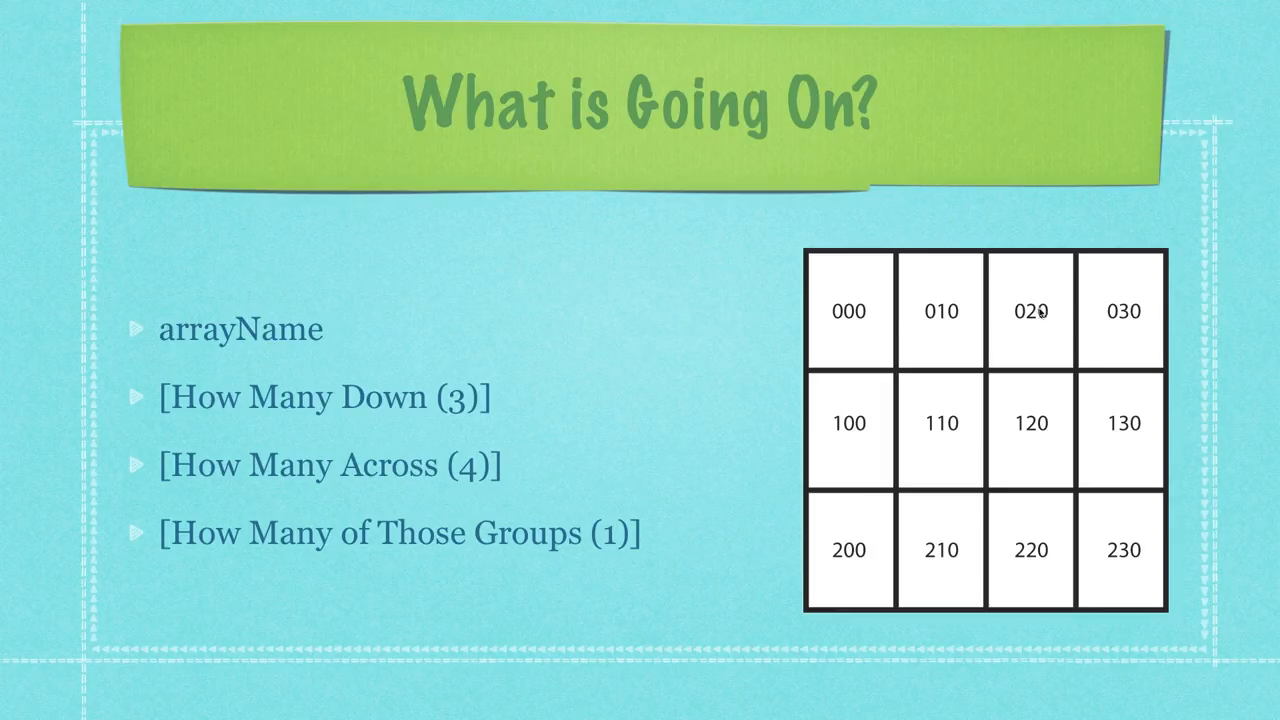 What is Going On?
arrayName
[How Many Down (3)]
[How Many Across (4)]
[How Many of Those Groups (1)]
000 010 020 030
100 110 120 130
200 210 220 230